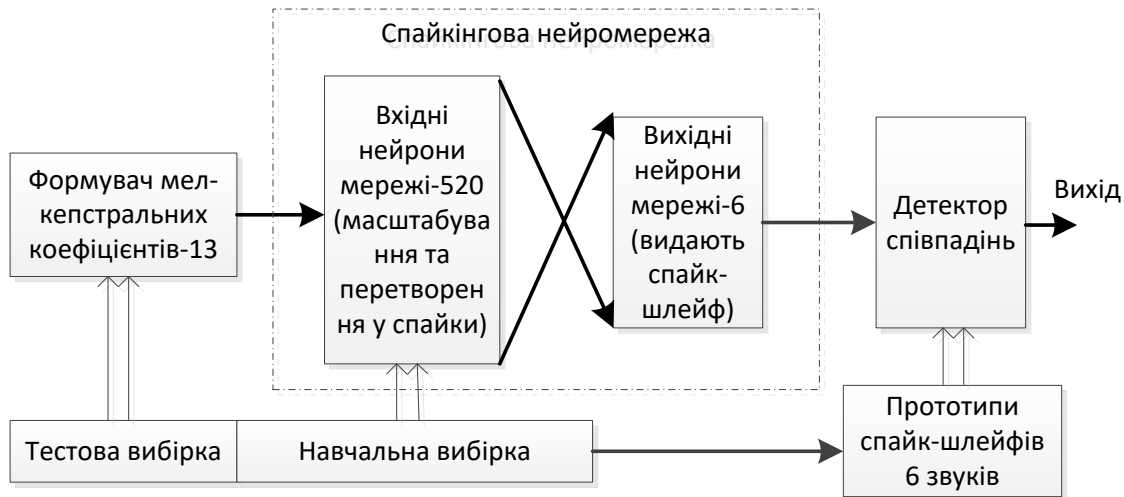 Спайкінгова нейромережа
Формувач мел-
кепстральних
коефіцієнтів-13
Вхідні
нейрони
мережі-520
(масштабува
ння та
перетворен
ня у спайки)
Вихідні
нейрони
мережі-6
(видають
спайк-
шлейф)
Детектор
співпадінь
Вихід
Тестова вибірка
Навчальна вибірка
Прототипи
спайк-шлейфів
6 звуків